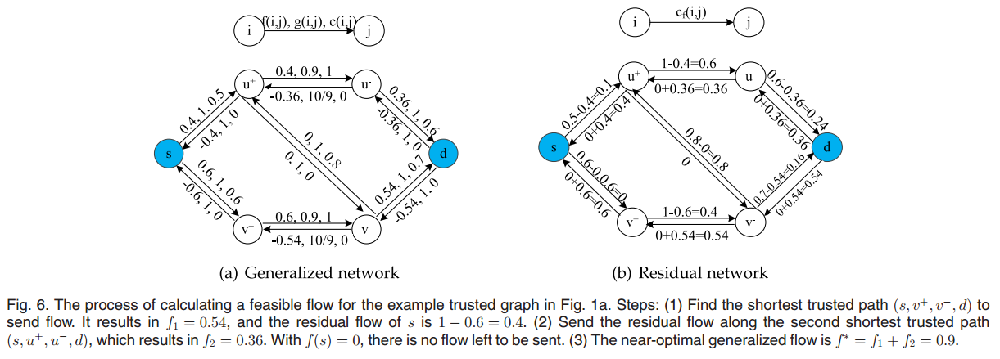 i
f(i,j), g(i,j), c(i,j)
j
u+
0.4, 0.9, 1
-0.36, 10/9, 0
u-
0.4, 1, 0.5
-0.4, 1, 0
0.36, 1, 0.6
-0.36, 1, 0
s
0, 1, 0.8
0, 1, 0
d
0.6, 1, 0.6
-0.6, 1, 0
0.54, 1, 0.7
-0.54, 1, 0
v+
0.6, 0.9, 1
-0.54, 10/9, 0
v-
(a) Generalized network
i
cf(i,j)
j
u+
1-0.4=0.6
0+0.36=0.36
u-
0.5-0.4=0.1
0+0.4=0.4
0.6-0.36=0.24
0+0.36=0.36
s
0.8-0=0.8
0
d
0.6-0.0.6=0
0+0.6=0.6
0.7-0.54=0.16
0+0.54=0.54
v+
1-0.6=0.4
0+0.54=0.54
v-
(b) Residual network
Fig. 6. The process of calculating a feasible flow for the example trusted graph in Fig. 1a. Steps: (1) Find the shortest trusted path (s, v+, v−, d) to
send flow. It results in f1 = 0.54, and the residual flow of s is 1 − 0.6 = 0.4. (2) Send the residual flow along the second shortest trusted path
(s, u+, u−, d), which results in f2 = 0.36. With f(s) = 0, there is no flow left to be sent. (3) The near-optimal generalized flow is f* = f1 + f2 = 0.9.